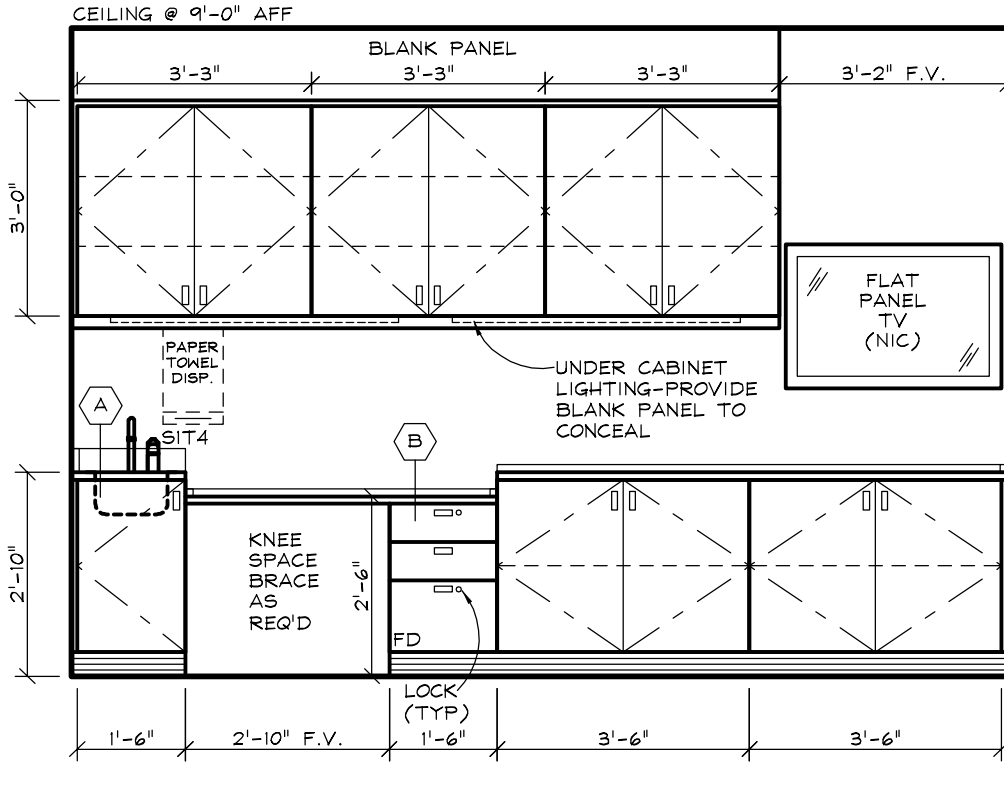 CEILING @ 9'-0" AFF
BLANK PANEL
3'-3"
3'-3"
3'-3"
3'-2" F.V.
3'-0"
FLAT
PANEL
TV
(NIC)
PAPER
TOWEL
DISP.
UNDER CABINET
LIGHTING-PROVIDE
BLANK PANEL TO
CONCEAL
A
SIT4
B
2'-10"
KNEE
SPACE
BRACE
AS
REQ'D
2'-6"
FD
LOCK
(TYP)
1'-6"
2'-10" F.V.
1'-6"
3'-6"
3'-6"